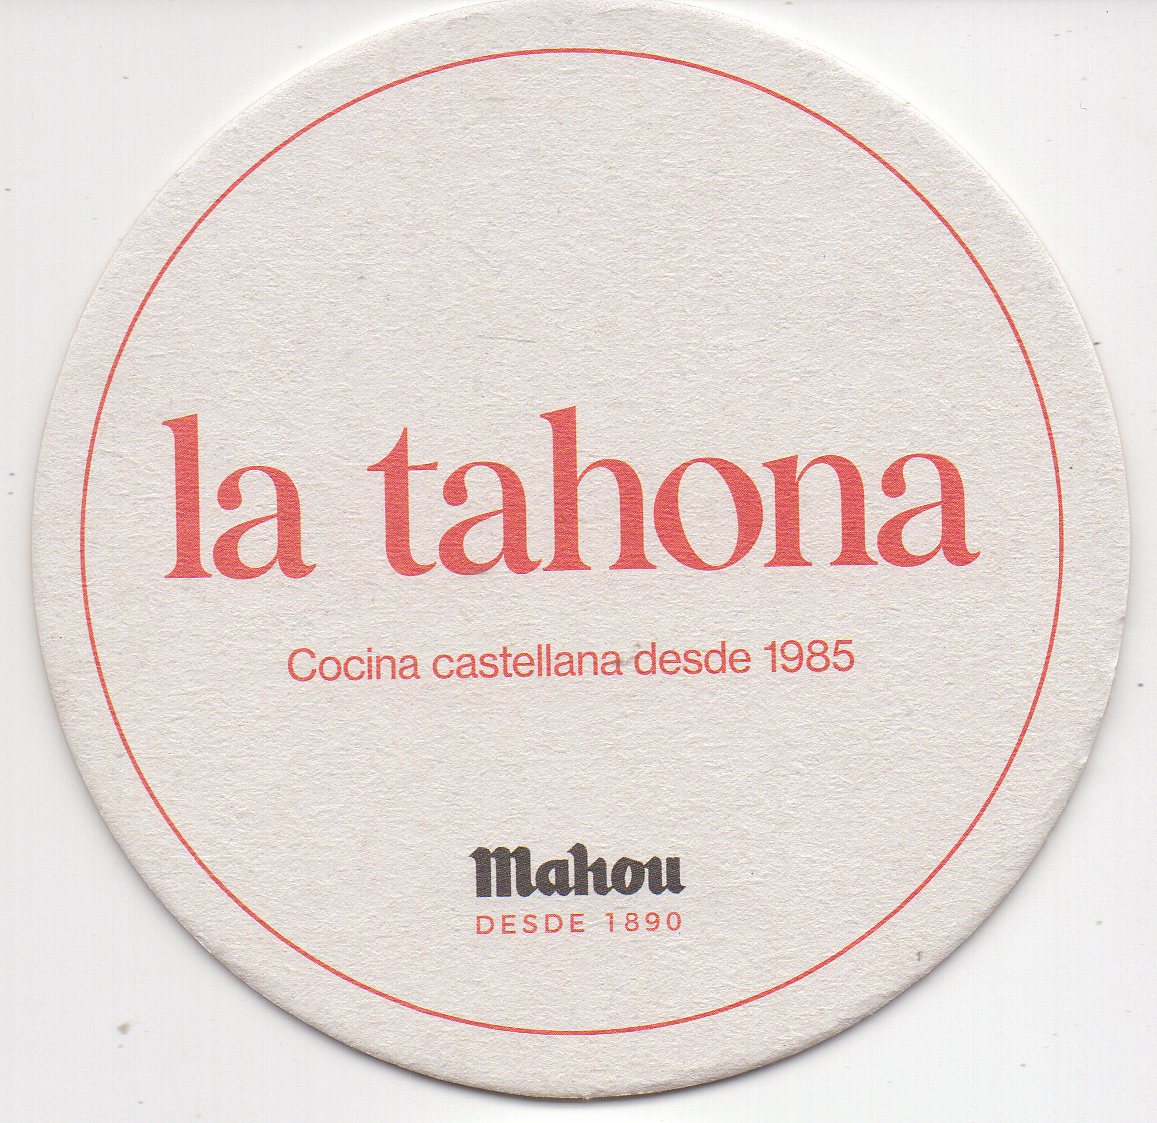 la tahona
Cocina castellana desde 1985
Mahou
DESDE 1890